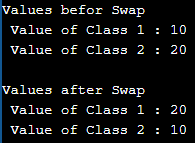 Values befor Swap
Value of Class 1 : 10
Value of Class 2 : 20
Values after Swap
Value of Class 1 : 20
Value of Class 2 : 10